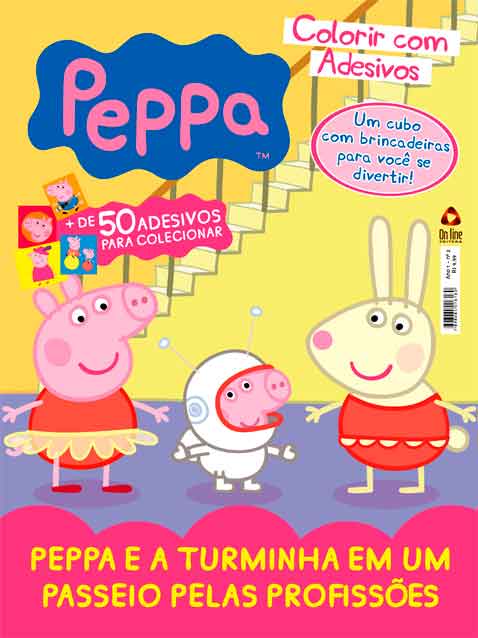 Colorir com
Adesivos
Peppa
TM
Um cubo
com brincadeiras
para você se
divertir!
+ DE 50 ADESIVOS
PARA COLECIONAR
On line
EDITORA
PEPPA E A TURMINHA EM UM
PASSEIO PELAS PROFISSÕES